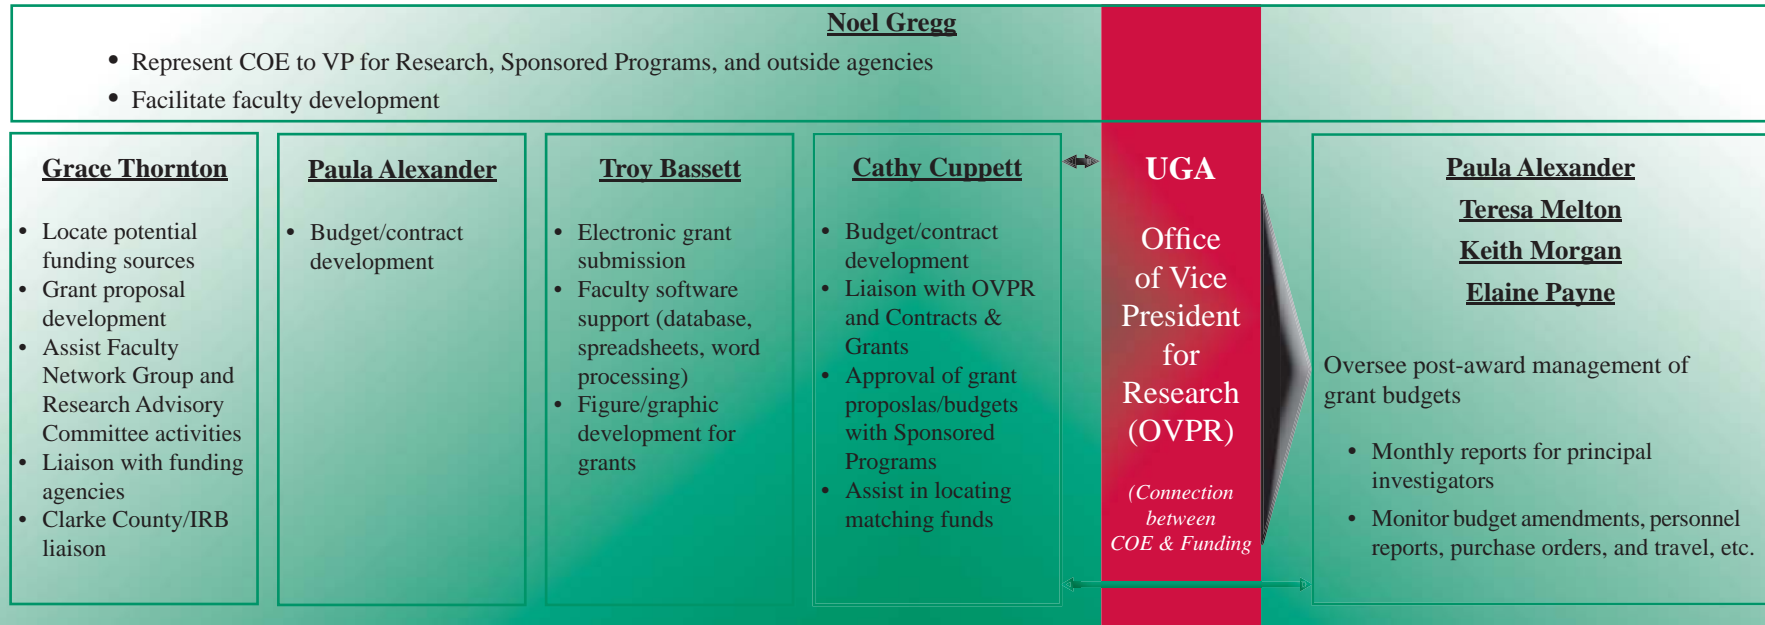 Noel Gregg
• Represent COE to VP for Research, Sponsored Programs, and outside agencies
• Facilitate faculty development
Grace Thornton
• Locate potential
funding sources
• Grant proposal
development
• Assist Faculty
Network Group and
Research Advisory
Committee activities
• Liaison with funding
agencies
• Clarke County/IRB
liaison
Paula Alexander
• Budget/contract
development
Troy Bassett
• Electronic grant
submission
• Faculty software
support (database,
spreadsheets, word
processing)
• Figure/graphic
development for
grants
Cathy Cuppett
• Budget/contract
development
• Liaison with OVPR
and Contracts &
Grants
• Approval of grant
proposlas/budgets
with Sponsored
Programs
• Assist in locating
matching funds
UGA
Office
of Vice
President
for
Research
(OVPR)
(Connection
between
COE & Funding
Paula Alexander
Teresa Melton
Keith Morgan
Elaine Payne
Oversee post-award management of
grant budgets
• Monthly reports for principal
investigators
• Monitor budget amendments, personnel
reports, purchase orders, and travel, etc.